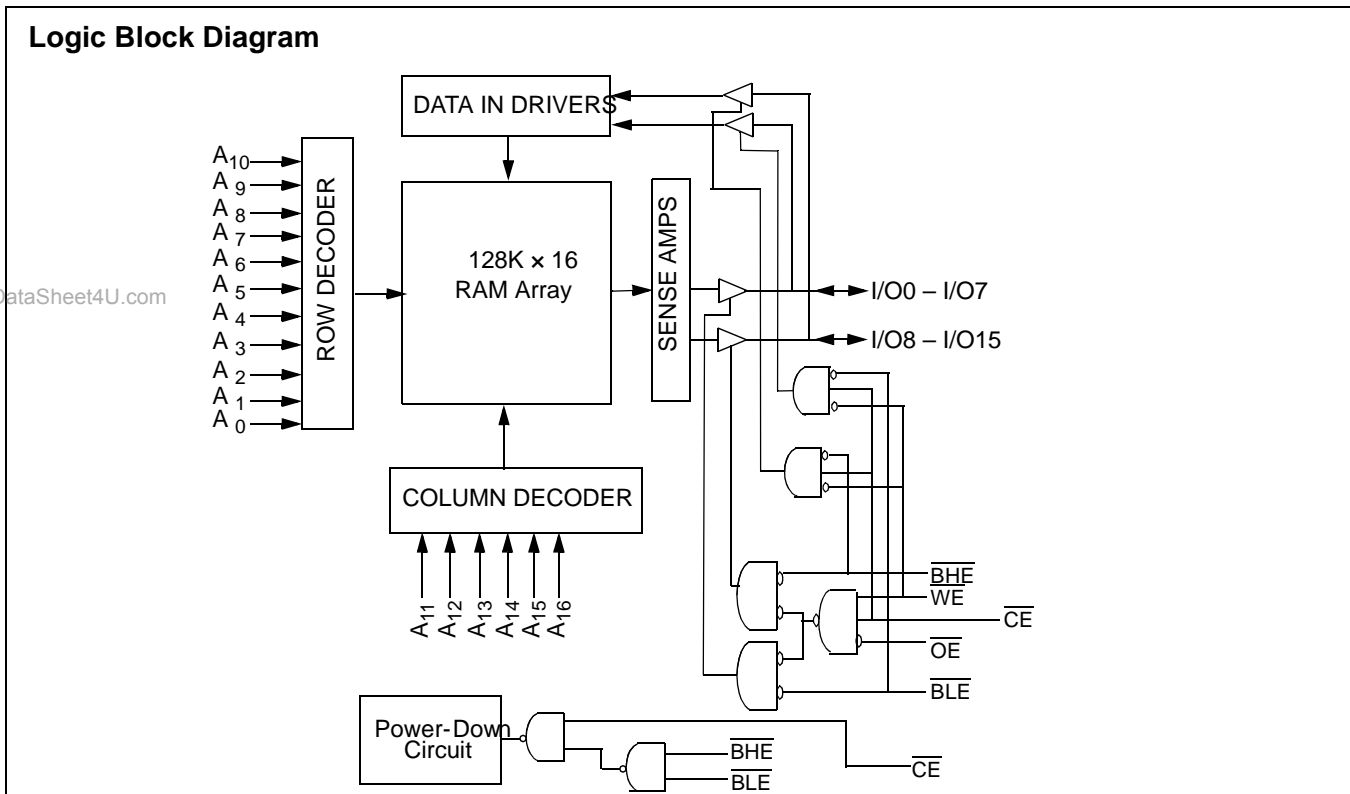 Logic Block Diagram
DATA IN DRIVERS
A10
A9
A8
A7
A6
A5
A4
A3
A2
A1
A0
ROW DECODER
128K × 16
RAM Array
SENSE AMPS
I/O0 – I/O7
I/O8 – I/O15
DataSheet4U.com
COLUMN DECODER
A11
A12
A13
A14
A15
A16
BHE
WE
CE
OE
BLE
Power-Down
Circuit
BHE
BLE
CE